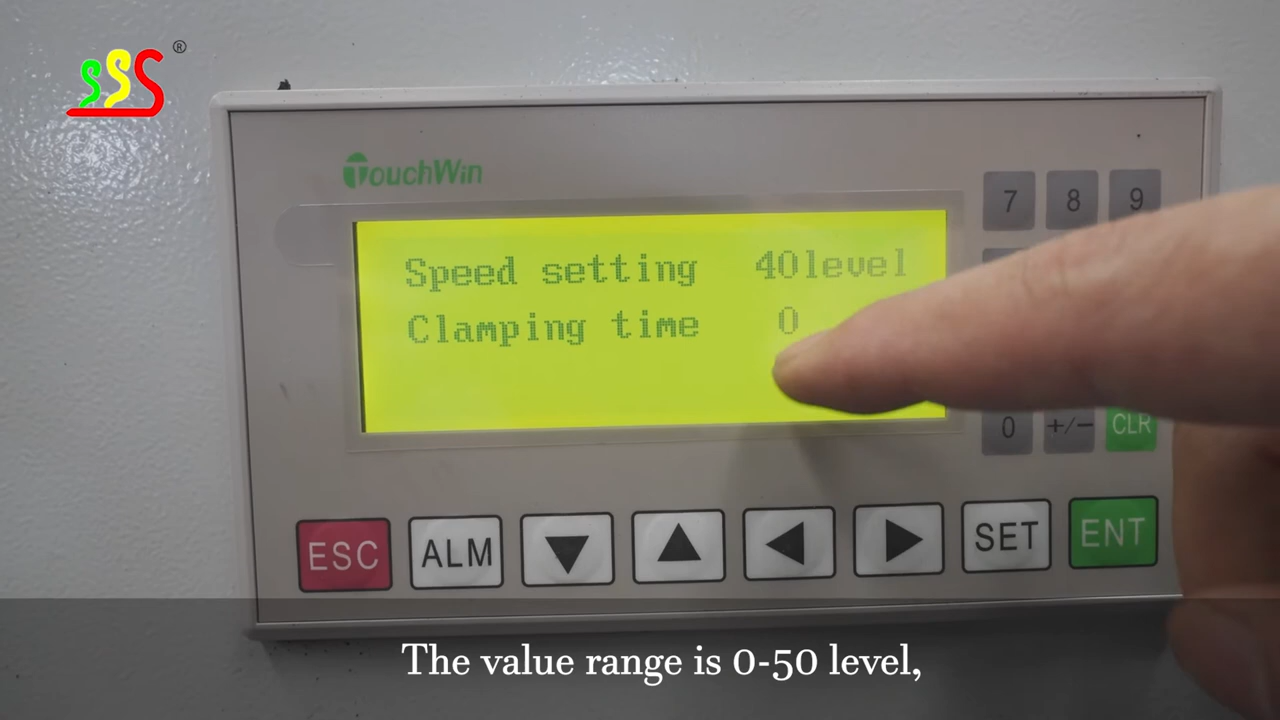 SSS ®
TouchWin
7 8 9
Speed setting 40level
Clamping time 0
0 +/- CLR
ESC ALM SET ENT
The value range is 0-50 level,